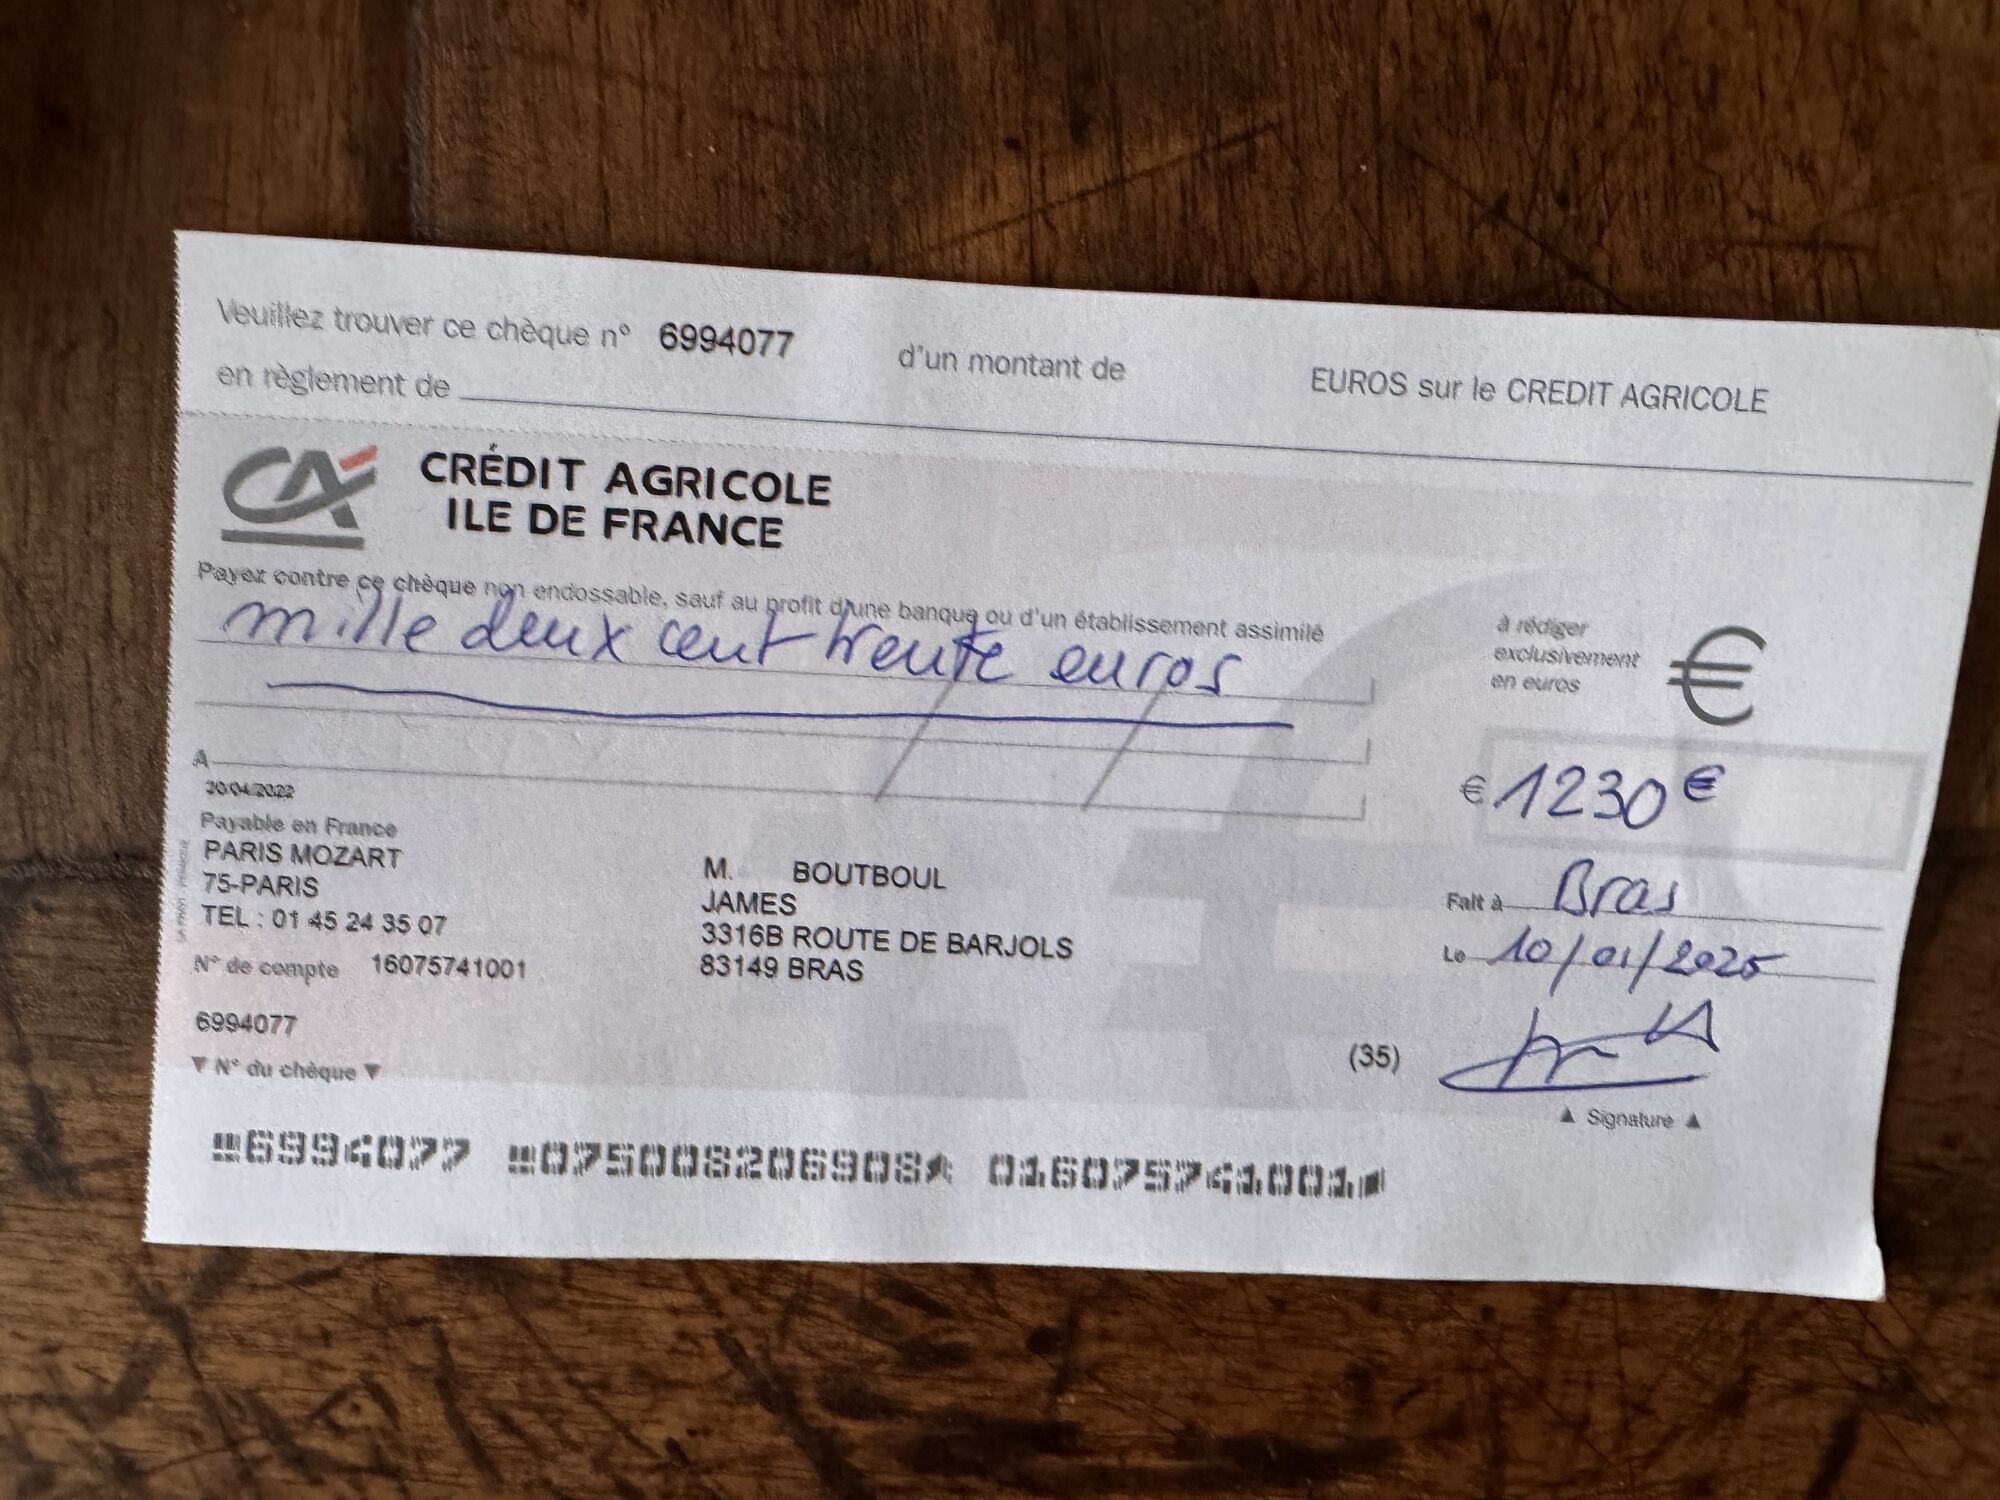 Veuillez trouver ce chèque n° 6994077 d'un montant de EUROS sur le CREDIT AGRICOLE
en règlement de
CA CRÉDIT AGRICOLE
ILE DE FRANCE
Payez contre ce chèque non endossable, sauf au profit d'une banque ou d'un établissement assimilé
mille deux cent trente euros
à rédiger
exclusivement
en euros
€
A
€ 1230 €
20/04/2022
Payable en France
PARIS MOZART
75-PARIS
TEL : 01 45 24 35 07
N° de compte 16075741001
M. BOUTBOUL
JAMES
3316B ROUTE DE BARJOLS
83149 BRAS
Fait à Bras
Le 10/01/2025
6994077
▼ N° du chèque ▼
(35)
▲ Signature ▲
6994077 075008206908 016075741001